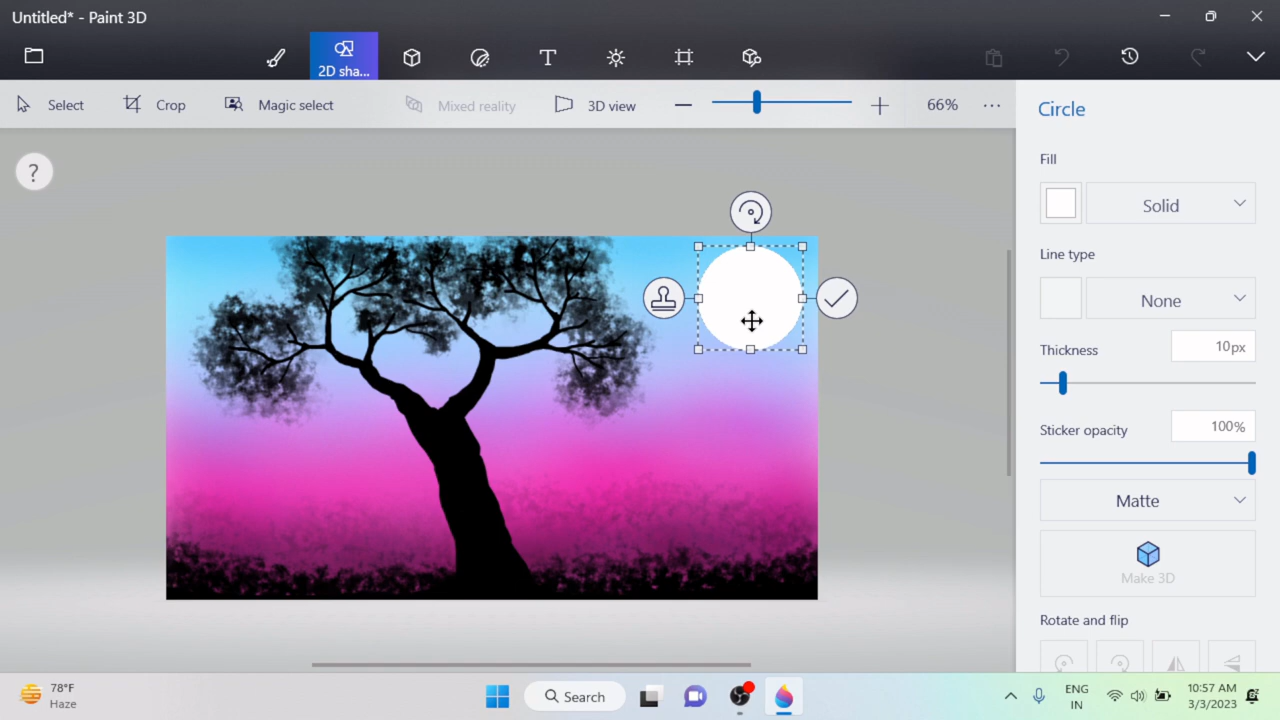 Untitled* - Paint 3D
2D sha...
Select
Crop
Magic select
Mixed reality
3D view
66%
Circle
?
Fill
Solid
Line type
None
Thickness
10px
Sticker opacity
100%
Matte
Make 3D
Rotate and flip
78°F
Haze
Search
ENG
IN
10:57 AM
3/3/2023